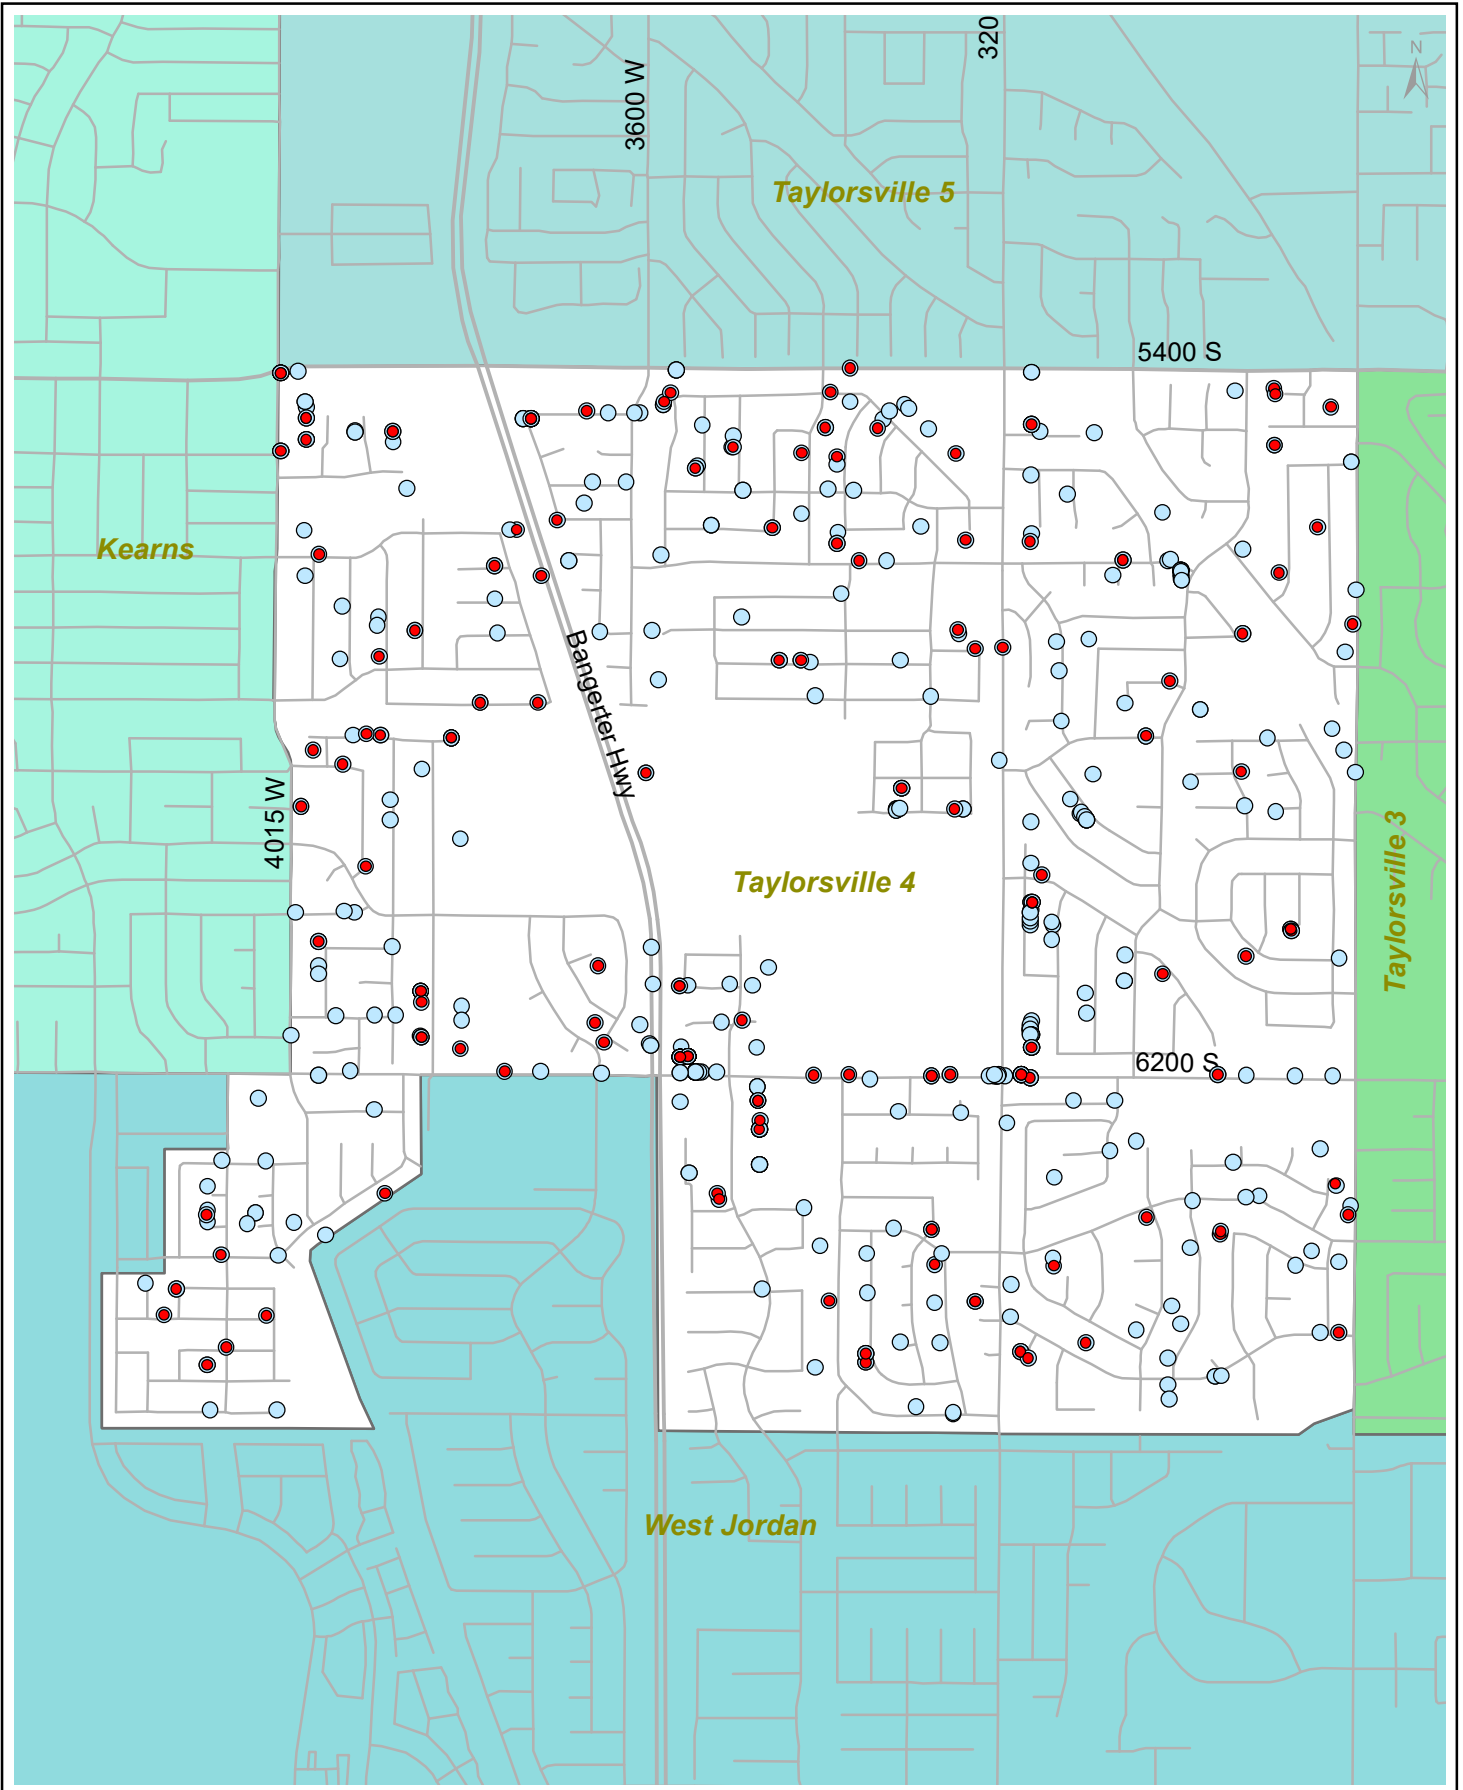 N
320
3600 W
Taylorsville 5
5400 S
Kearns
Bangerter Hwy
4015 W
Taylorsville 4
Taylorsville 3
6200 S
West Jordan